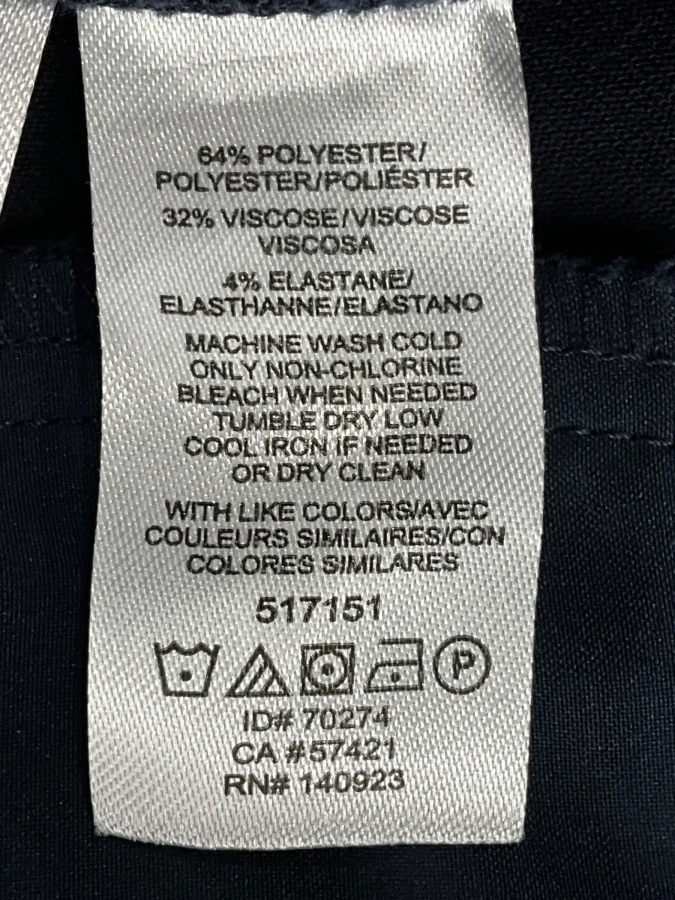 64% POLYESTER/
POLYESTER/POLIÉSTER
32% VISCOSE/VISCOSE
VISCOSA
4% ELASTANE/
ELASTHANNE/ELASTANO
MACHINE WASH COLD
ONLY NON-CHLORINE
BLEACH WHEN NEEDED
TUMBLE DRY LOW
COOL IRON IF NEEDED
OR DRY CLEAN
WITH LIKE COLORS/AVEC
COULEURS SIMILAIRES/CON
COLORES SIMILARES
517151
P
ID# 70274
CA #57421
RN# 140923